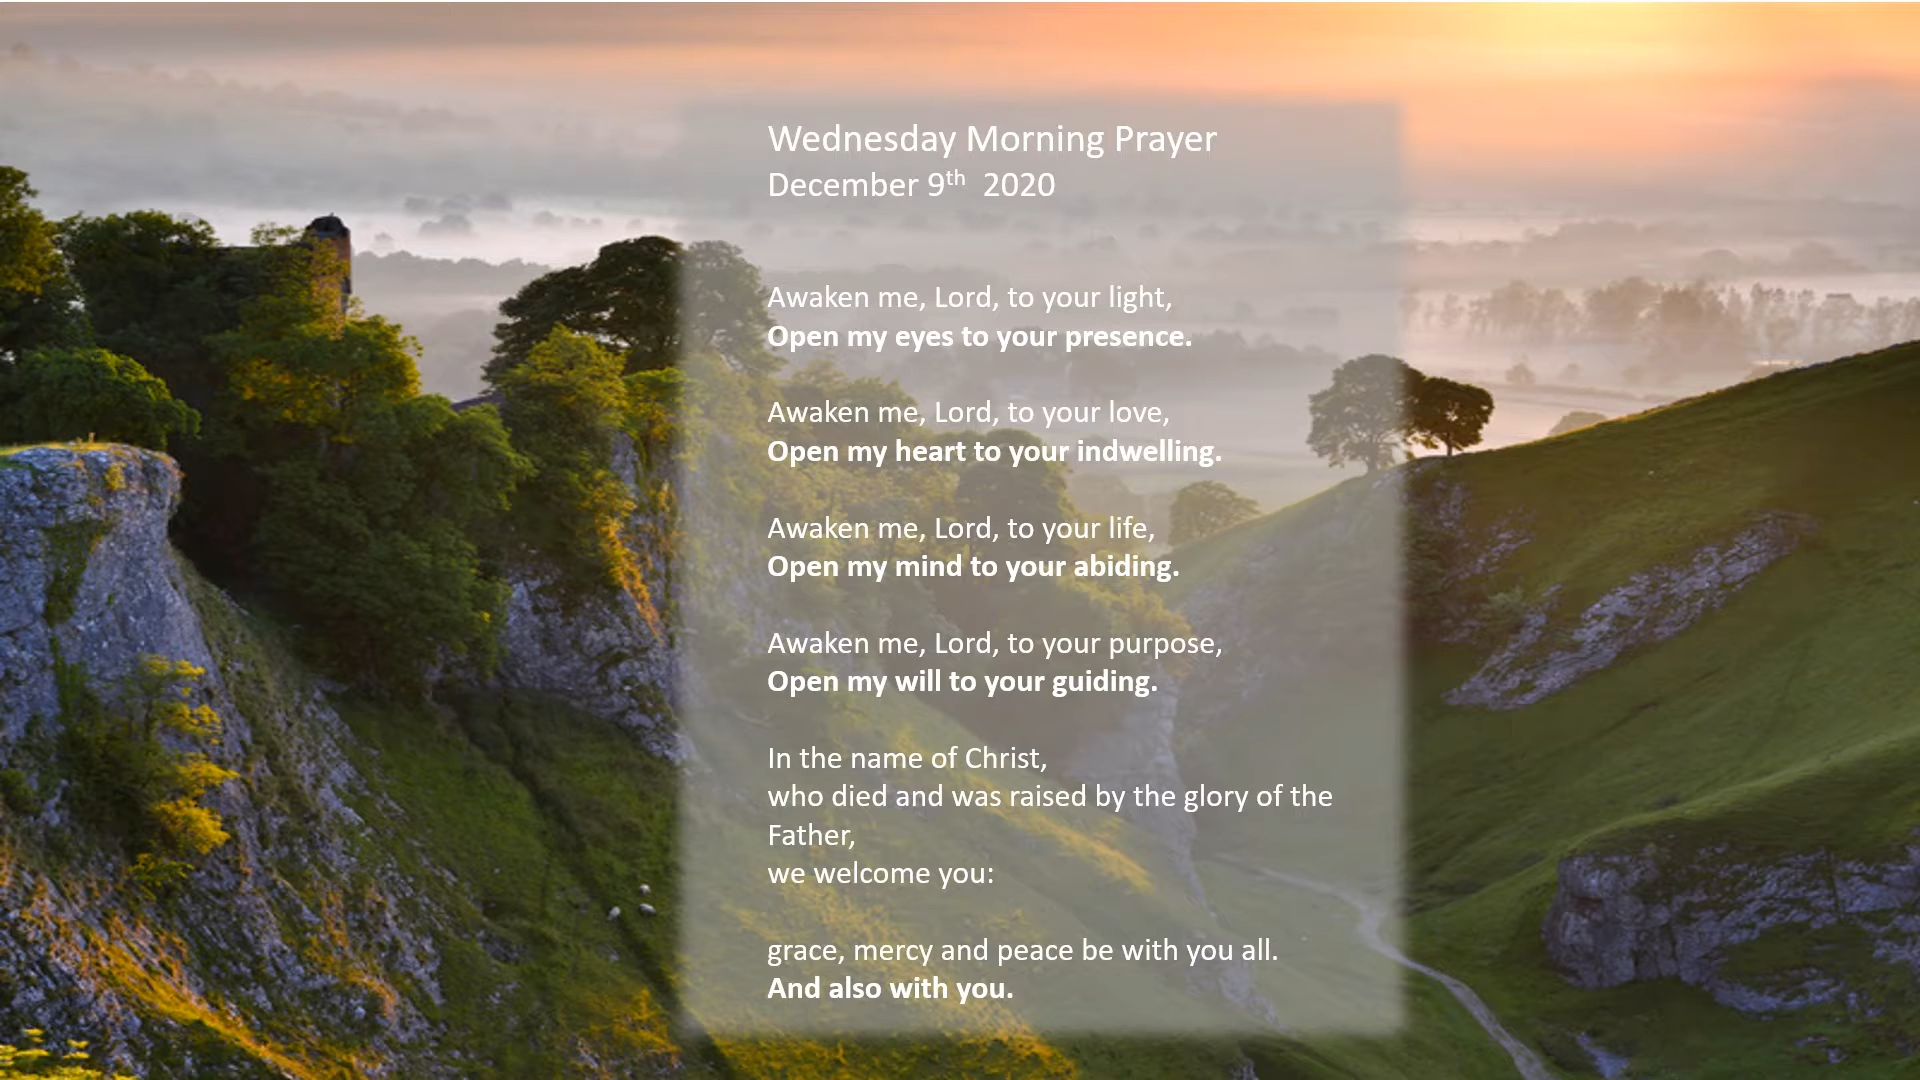 Wednesday Morning Prayer
December 9th 2020
Awaken me, Lord, to your light,
Open my eyes to your presence.
Awaken me, Lord, to your love,
Open my heart to your indwelling.
Awaken me, Lord, to your life,
Open my mind to your abiding.
Awaken me, Lord, to your purpose,
Open my will to your guiding.
In the name of Christ,
who died and was raised by the glory of the
Father,
we welcome you:
grace, mercy and peace be with you all.
And also with you.